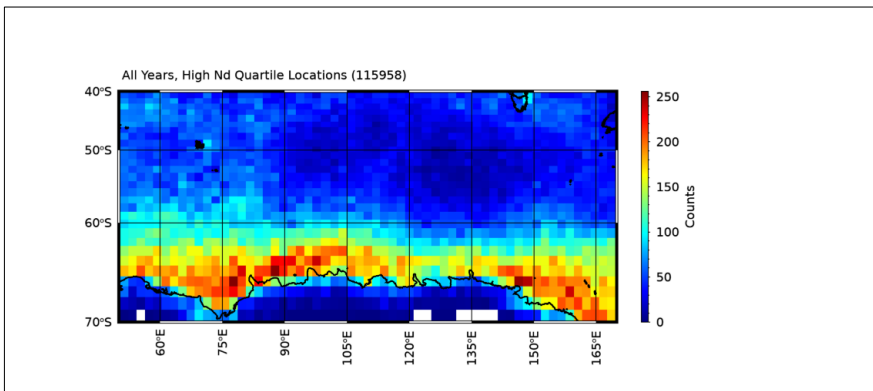 All Years, High Nd Quartile Locations (115958)
40°S
50°S
60°S
70°S
60°E
75°E
90°E
105°E
120°E
135°E
150°E
165°E
250
200
150
100
50
0
Counts